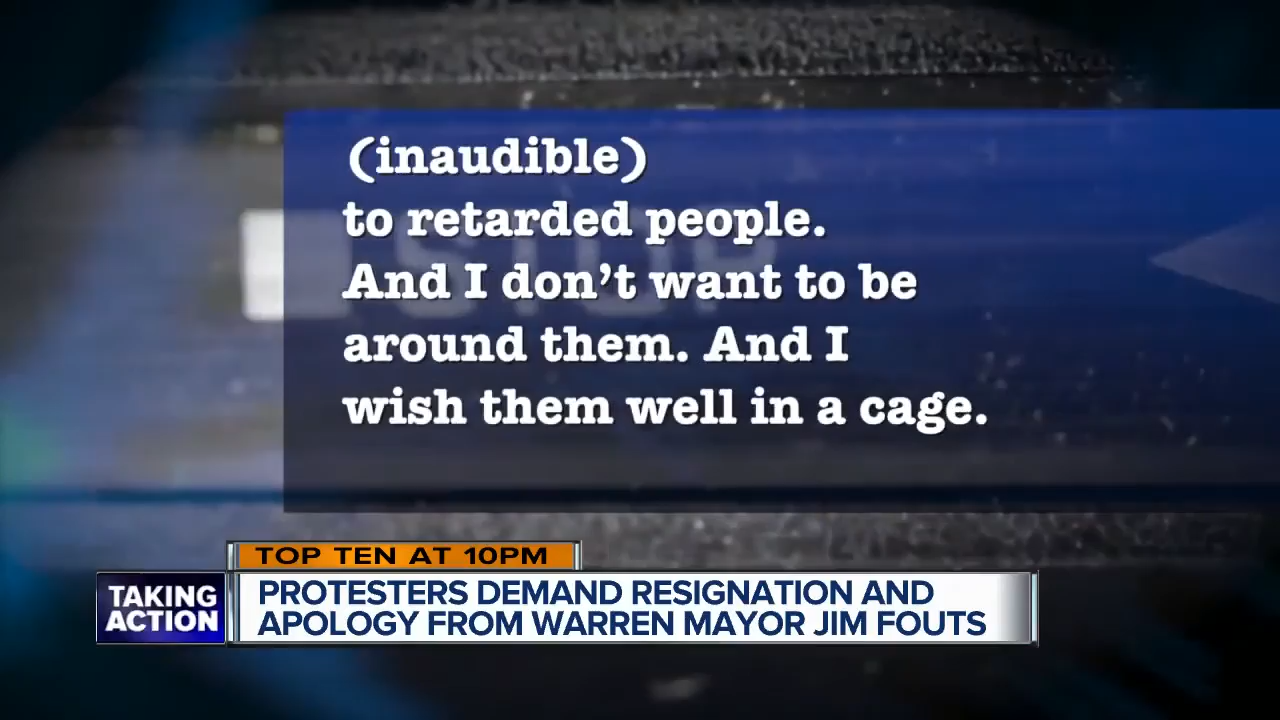 (inaudible)
to retarded people.
And I don't want to be
around them. And I
wish them well in a cage.
STOP
TOP TEN AT 10PM
TAKING
ACTION
PROTESTERS DEMAND RESIGNATION AND
APOLOGY FROM WARREN MAYOR JIM FOUTS